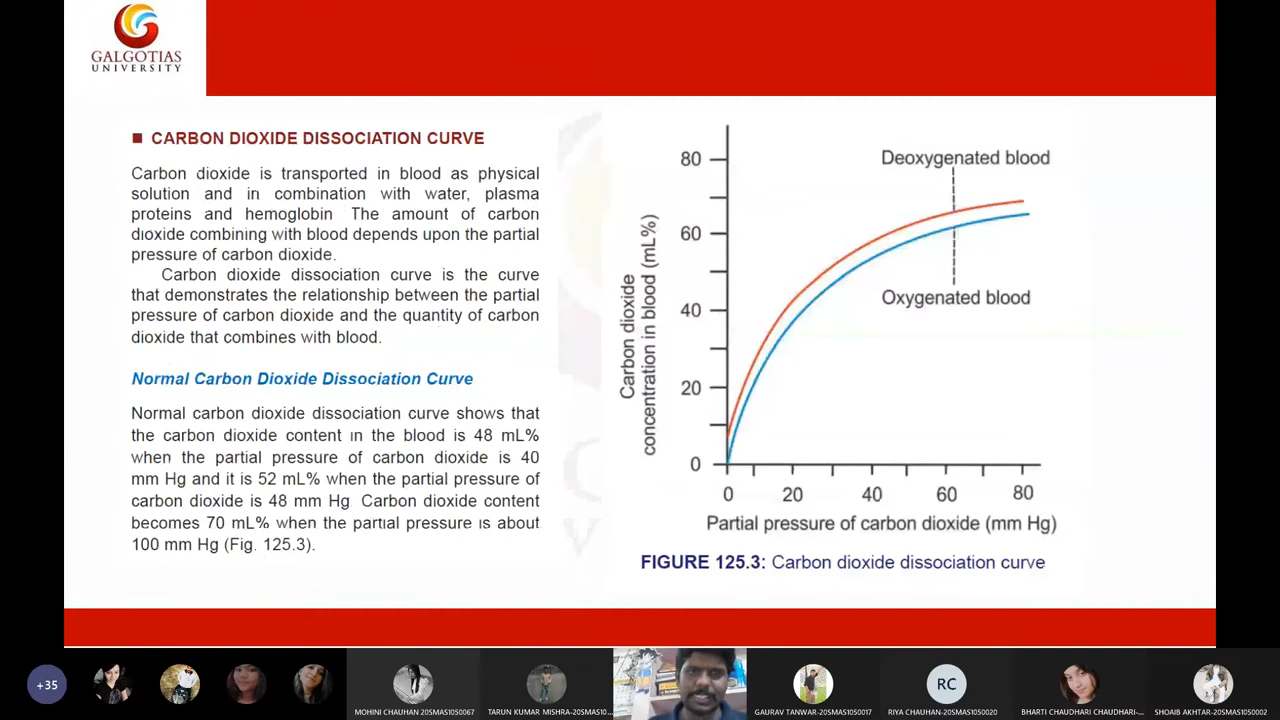 GALGOTIAS
UNIVERSITY
■ CARBON DIOXIDE DISSOCIATION CURVE
Carbon dioxide is transported in blood as physical
solution and in combination with water, plasma
proteins and hemoglobin The amount of carbon
dioxide combining with blood depends upon the partial
pressure of carbon dioxide.
Carbon dioxide dissociation curve is the curve
that demonstrates the relationship between the partial
pressure of carbon dioxide and the quantity of carbon
dioxide that combines with blood.
Normal Carbon Dioxide Dissociation Curve
Normal carbon dioxide dissociation curve shows that
the carbon dioxide content in the blood is 48 mL%
when the partial pressure of carbon dioxide is 40
mm Hg and it is 52 mL% when the partial pressure of
carbon dioxide is 48 mm Hg. Carbon dioxide content
becomes 70 mL% when the partial pressure is about
100 mm Hg (Fig. 125.3).
Carbon dioxide
concentration in blood (mL%)
80
60
40
20
0
Deoxygenated blood
Oxygenated blood
0 20 40 60 80
Partial pressure of carbon dioxide (mm Hg)
FIGURE 125.3: Carbon dioxide dissociation curve
+35
RC
MOHINI CHAUHAN 20SMAS1050067
TARUN KUMAR MISHRA-20SMAS10...
GAURAV TANWAR-20SMAS1050017
RIYA CHAUHAN-20SMAS1050020
BHARTI CHAUDHARI CHAUDHARI-...
SHOAIB AKHTAR-20SMAS1050002